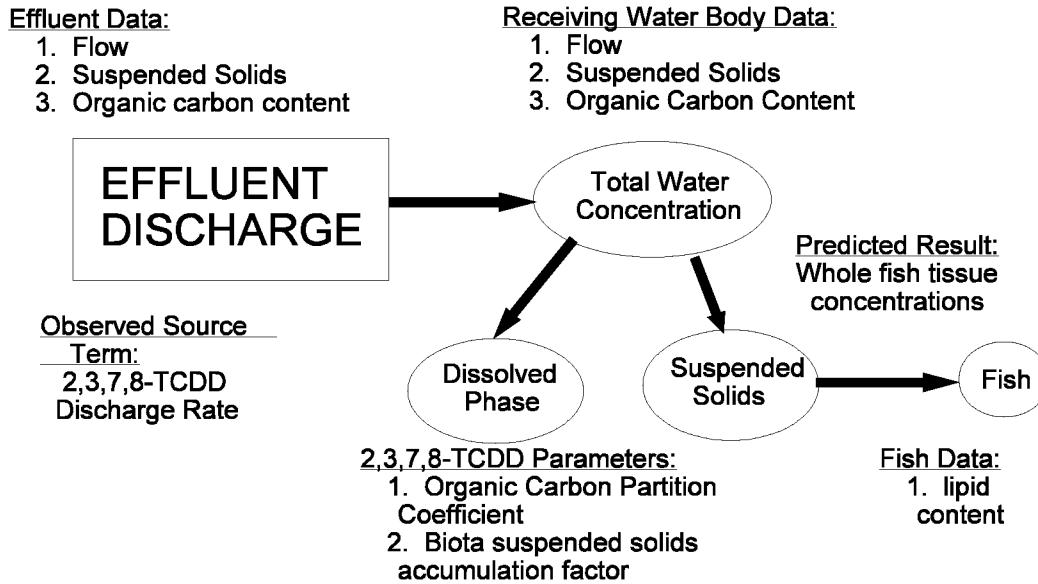 Effluent Data:
1. Flow
2. Suspended Solids
3. Organic carbon content
Receiving Water Body Data:
1. Flow
2. Suspended Solids
3. Organic Carbon Content
EFFLUENT
DISCHARGE
Total Water
Concentration
Predicted Result:
Whole fish tissue
concentrations
Observed Source
Term:
2,3,7,8-TCDD
Discharge Rate
Dissolved
Phase
Suspended
Solids
Fish
2,3,7,8-TCDD Parameters:
1. Organic Carbon Partition
Coefficient
2. Biota suspended solids
accumulation factor
Fish Data:
1. lipid
content